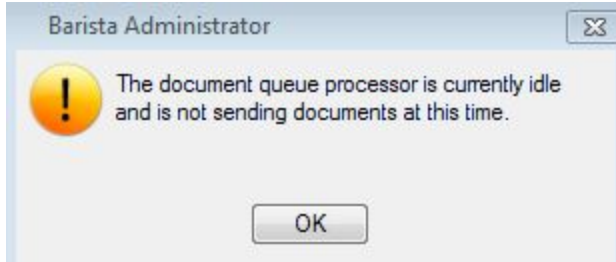 Barista Administrator
The document queue processor is currently idle
and is not sending documents at this time.
OK